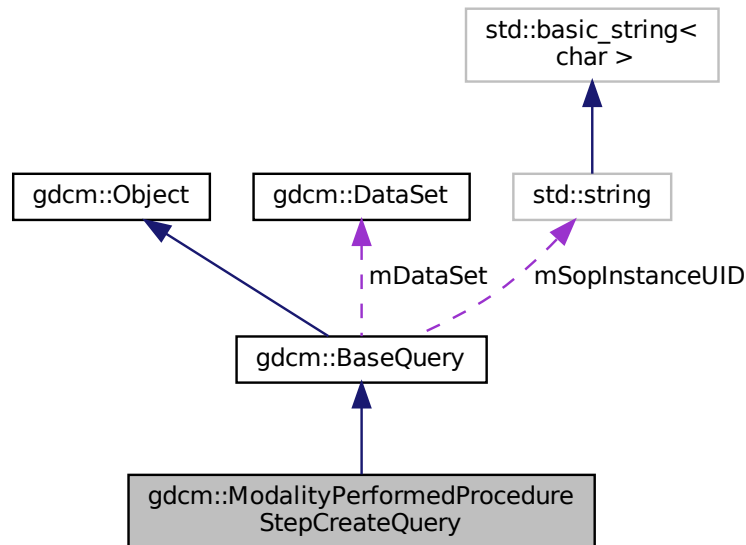 std::basic_string<
char >
gdcm::Object
gdcm::DataSet
std::string
mDataSet
mSopInstanceUID
gdcm::BaseQuery
gdcm::ModalityPerformedProcedure
StepCreateQuery